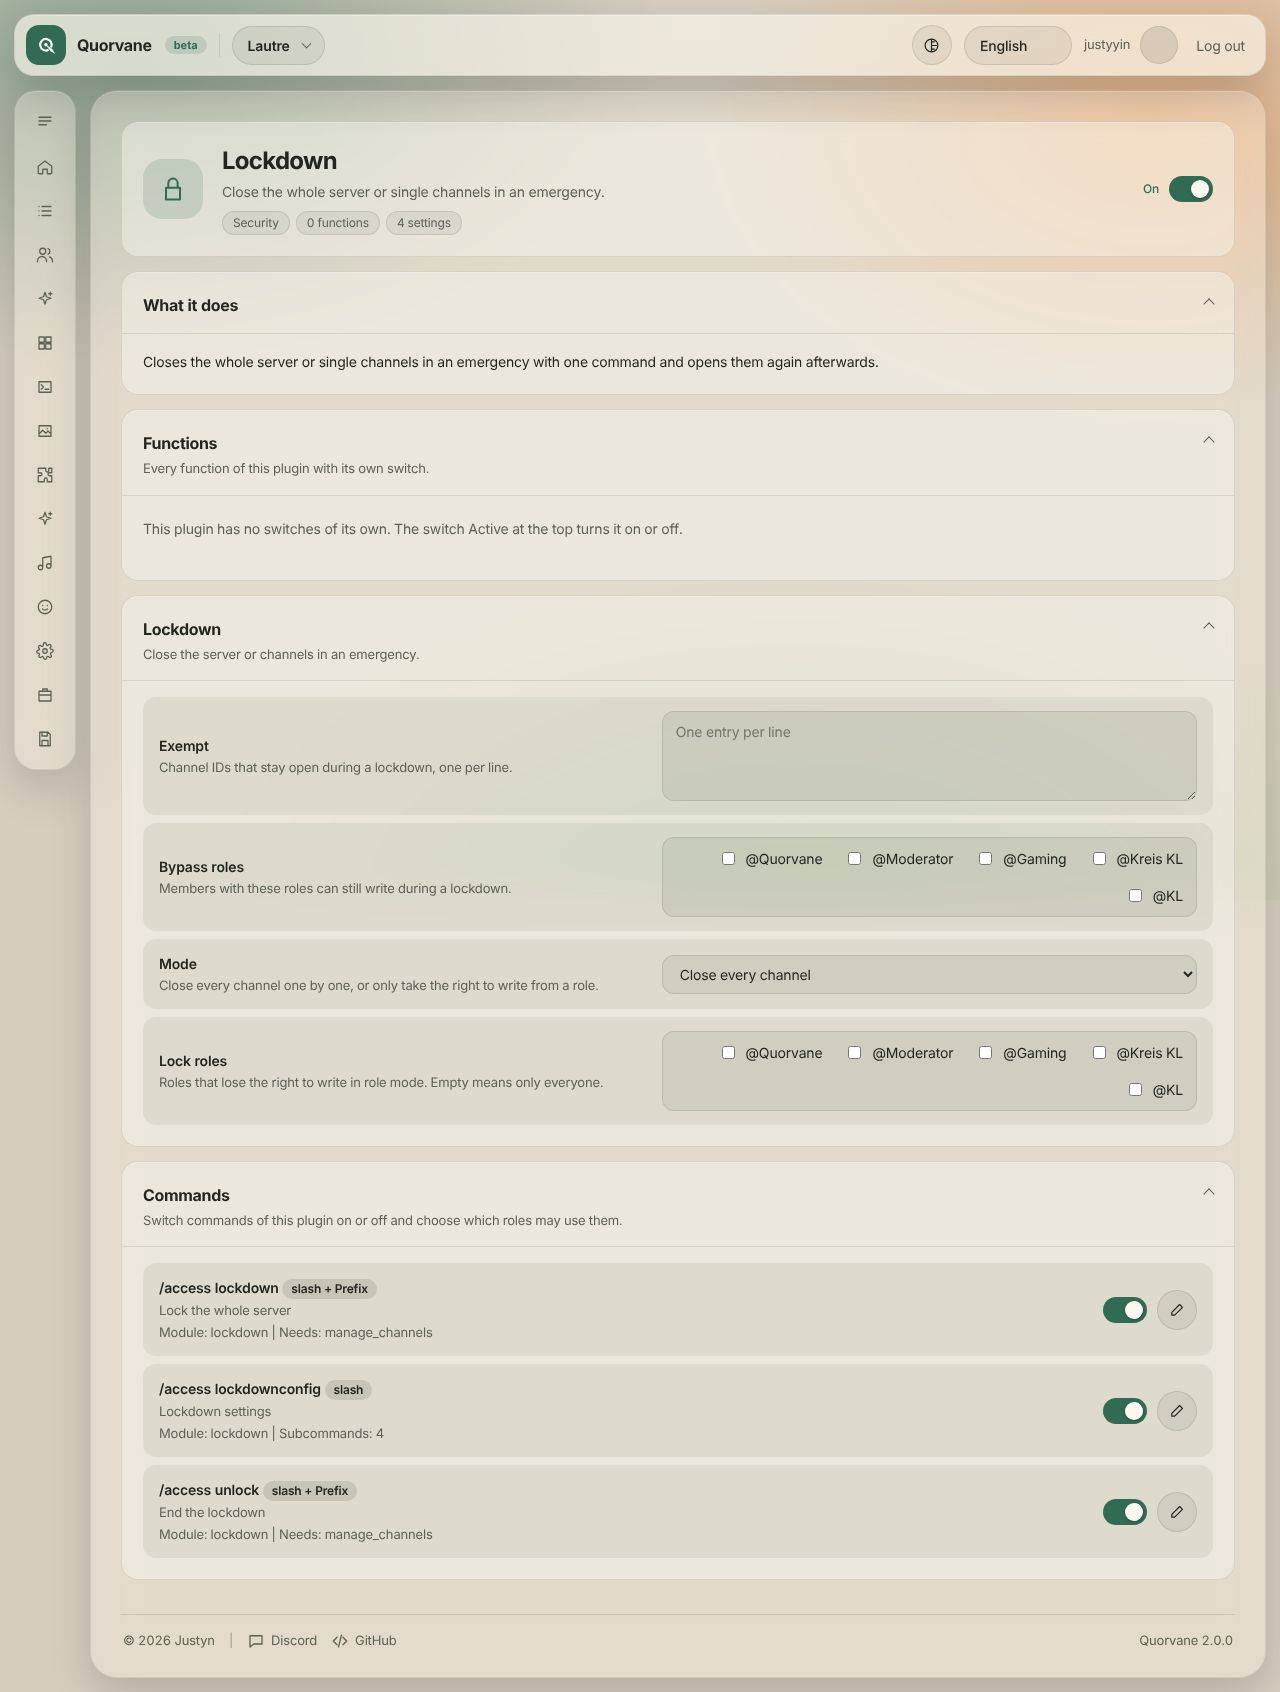 Quorvane beta Lautre English justyyin Log out
Lockdown
Close the whole server or single channels in an emergency.
Security 0 functions 4 settings
On
What it does
Closes the whole server or single channels in an emergency with one command and opens them again afterwards.
Functions
Every function of this plugin with its own switch.
This plugin has no switches of its own. The switch Active at the top turns it on or off.
Lockdown
Close the server or channels in an emergency.
Exempt
Channel IDs that stay open during a lockdown, one per line.
One entry per line
Bypass roles
Members with these roles can still write during a lockdown.
@Quorvane @Moderator @Gaming @Kreis KL
@KL
Mode
Close every channel one by one, or only take the right to write from a role.
Close every channel
Lock roles
Roles that lose the right to write in role mode. Empty means only everyone.
@Quorvane @Moderator @Gaming @Kreis KL
@KL
Commands
Switch commands of this plugin on or off and choose which roles may use them.
/access lockdown slash + Prefix
Lock the whole server
Module: lockdown | Needs: manage_channels
/access lockdownconfig slash
Lockdown settings
Module: lockdown | Subcommands: 4
/access unlock slash + Prefix
End the lockdown
Module: lockdown | Needs: manage_channels
© 2026 Justyn | Discord GitHub Quorvane 2.0.0